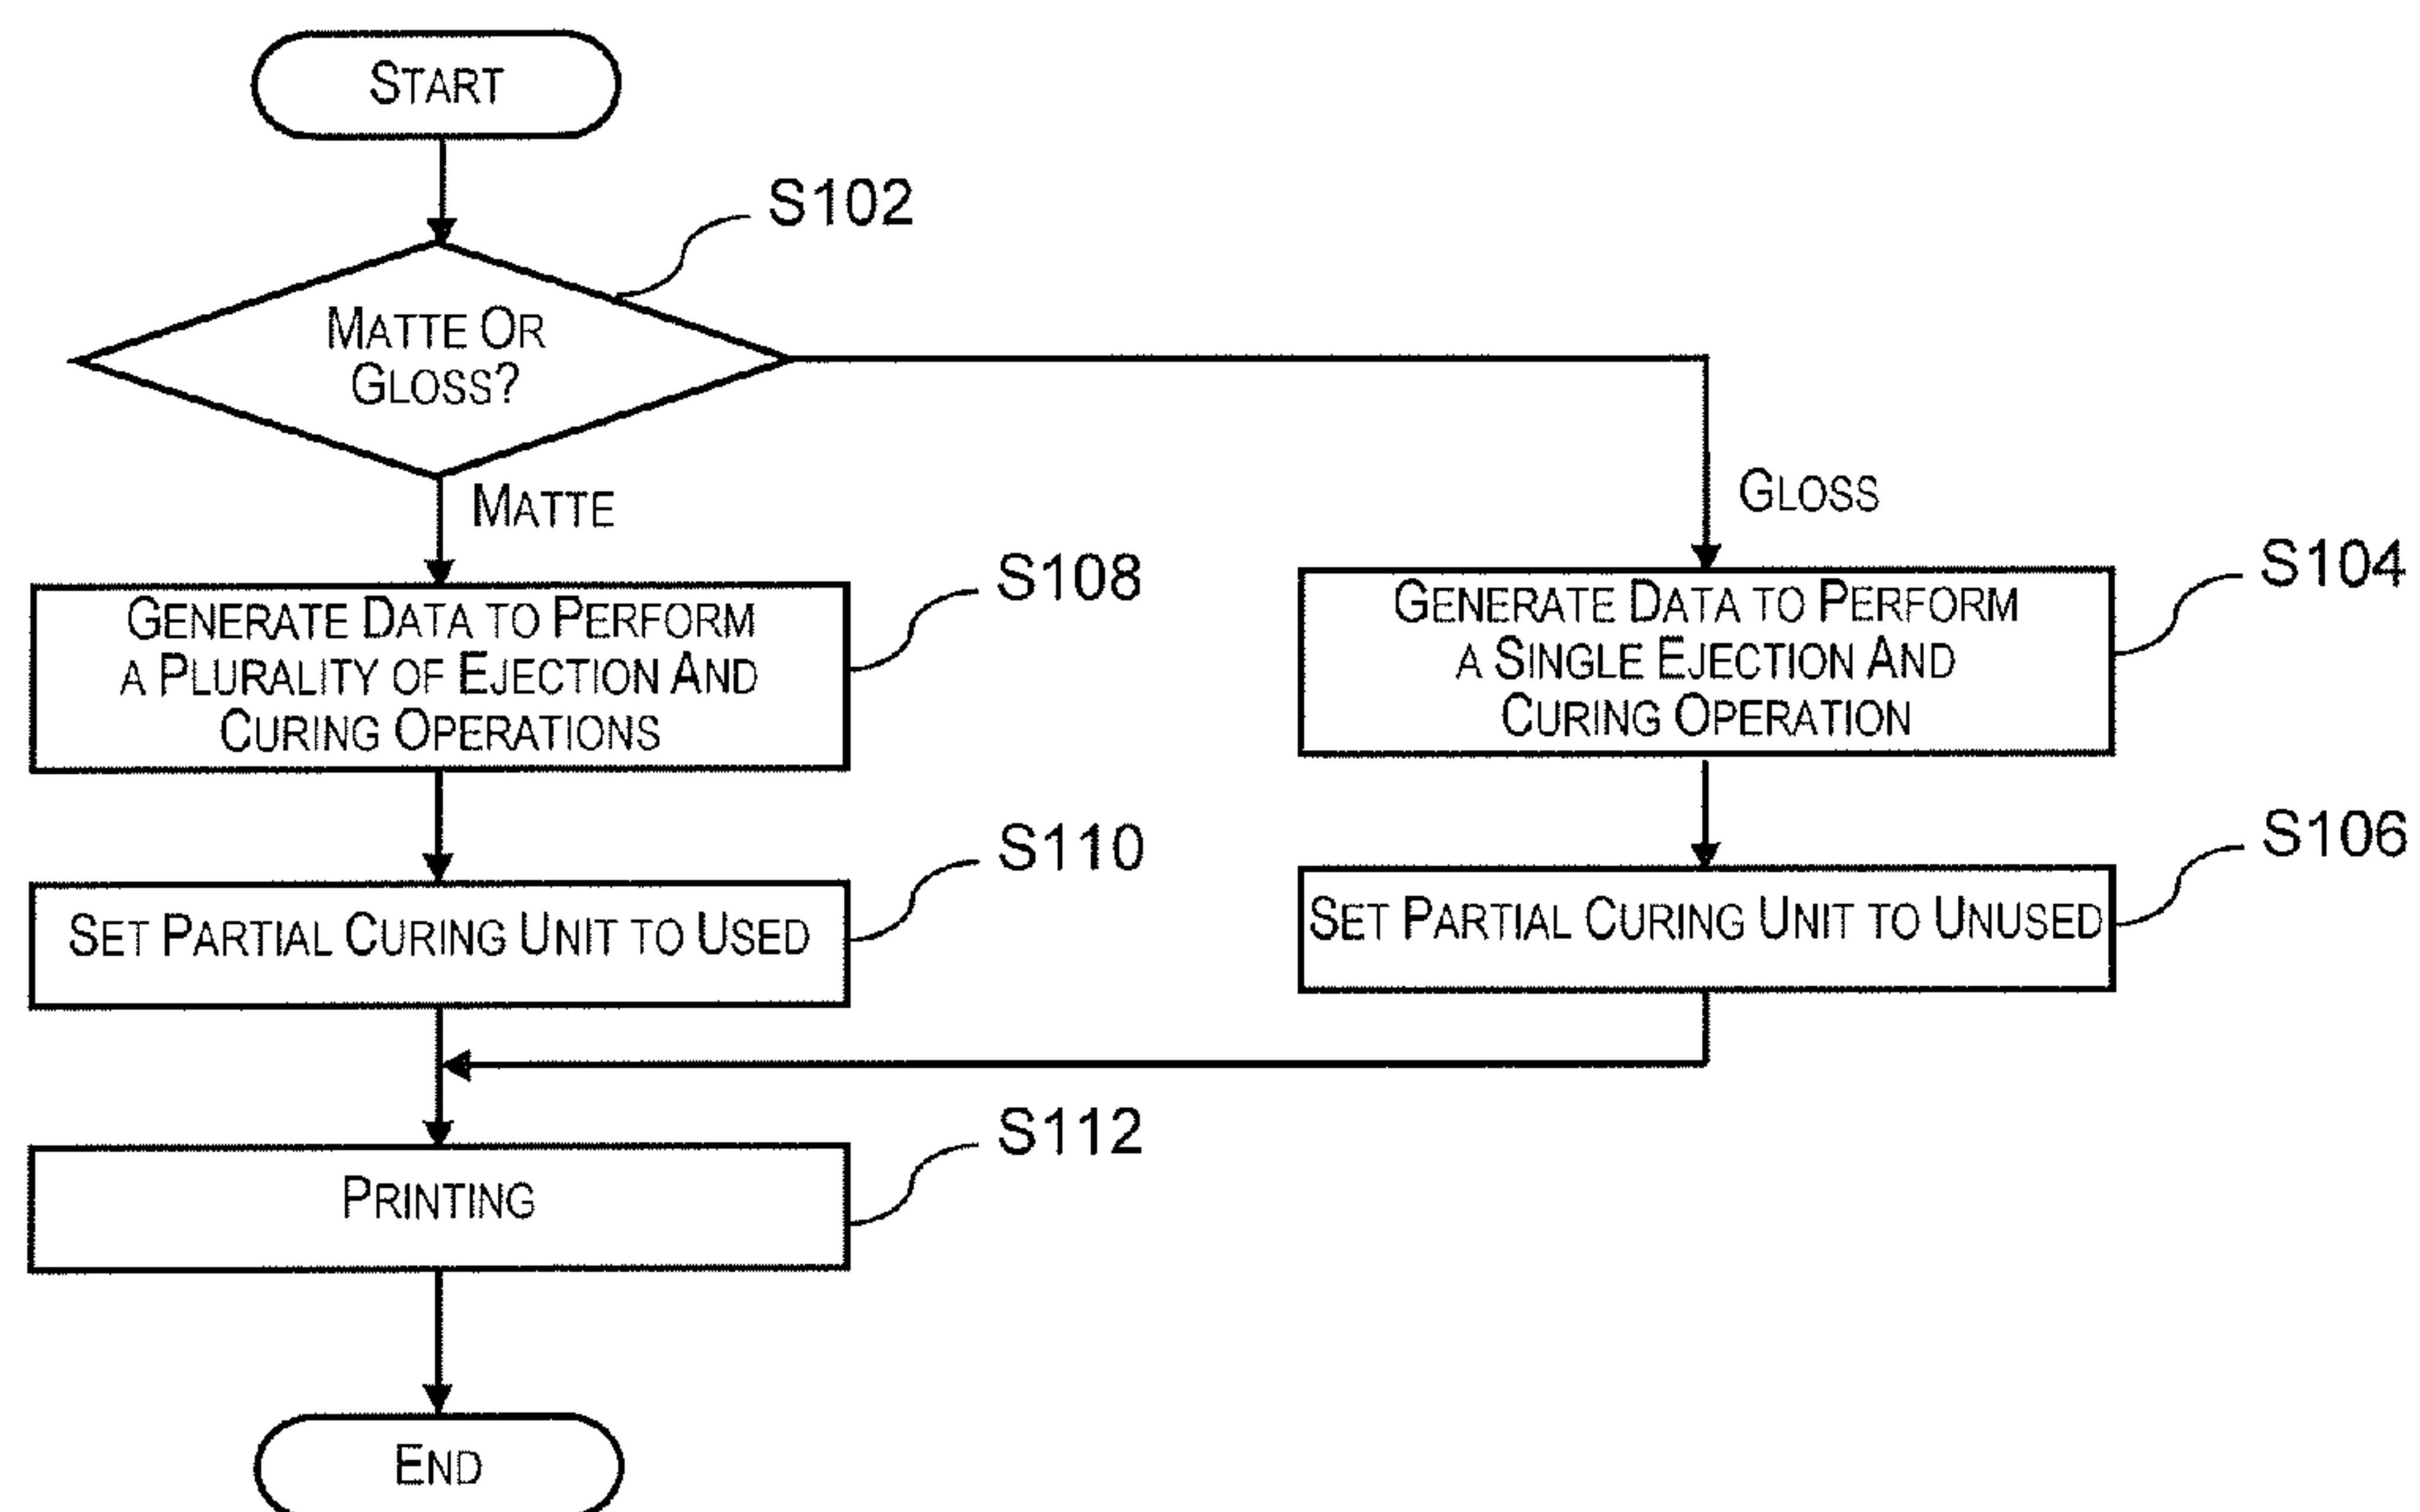 START
S102
MATTE OR
GLOSS?
MATTE
GLOSS
S108
GENERATE DATA TO PERFORM
A PLURALITY OF EJECTION AND
CURING OPERATIONS
S104
GENERATE DATA TO PERFORM
A SINGLE EJECTION AND
CURING OPERATION
S110
SET PARTIAL CURING UNIT TO USED
S106
SET PARTIAL CURING UNIT TO UNUSED
S112
PRINTING
END